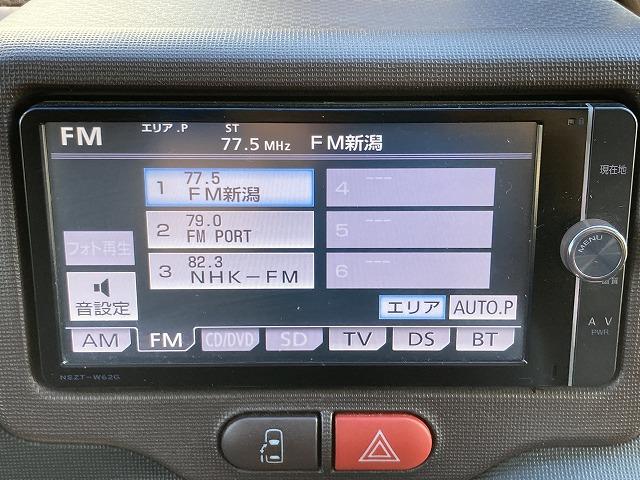 FM エリア.P ST 77.5 MHz FM新潟
現在地
1 77.5 FM新潟
4 ---
2 79.0 FM PORT
5 ---
3 82.3 NHK-FM
6 ---
フォト再生
MENU
音設定
エリア AUTO.P
AM FM CD/DVD SD TV DS BT
AV
PWR
NSZT-W62G